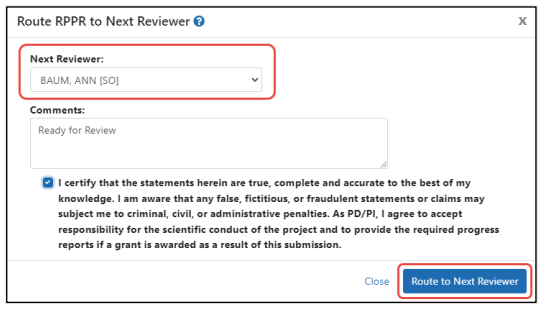 Route RPPR to Next Reviewer ?
X
Next Reviewer:
BAUM, ANN [SO]
Comments:
Ready for Review
I certify that the statements herein are true, complete and accurate to the best of my
knowledge. I am aware that any false, fictitious, or fraudulent statements or claims may
subject me to criminal, civil, or administrative penalties. As PD/PI, I agree to accept
responsibility for the scientific conduct of the project and to provide the required progress
reports if a grant is awarded as a result of this submission.
Close
Route to Next Reviewer